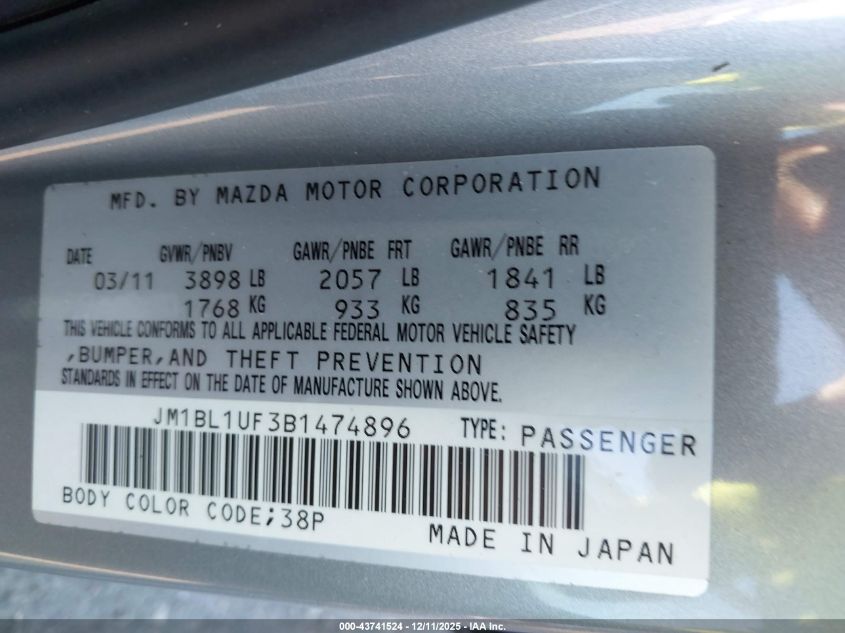 MFD. BY MAZDA MOTOR CORPORATION
DATE GVWR/PNBV GAWR/PNBE FRT GAWR/PNBE RR
03/11 3898 LB 2057 LB 1841 LB
1768 KG 933 KG 835 KG
THIS VEHICLE CONFORMS TO ALL APPLICABLE FEDERAL MOTOR VEHICLE SAFETY
,BUMPER,AND THEFT PREVENTION
STANDARDS IN EFFECT ON THE DATE OF MANUFACTURE SHOWN ABOVE.
JM1BL1UF3B1474896 TYPE: PASSENGER
BODY COLOR CODE;38P
MADE IN JAPAN
000-43741524 - 12/11/2025 - IAA Inc.